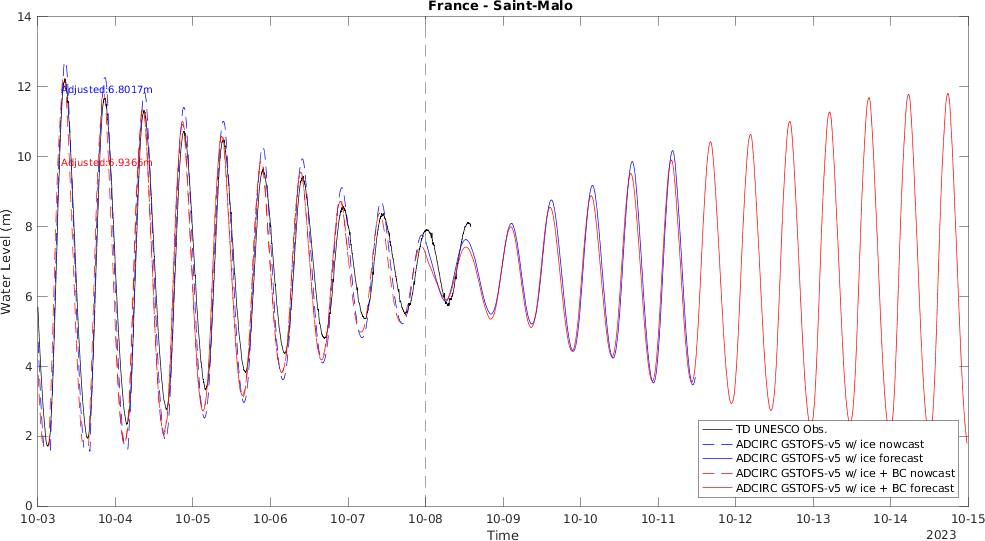 France - Saint-Malo
14
12
10
8
6
4
2
0
Water Level (m)
Adjusted:6.8017m
Adjusted:6.9366m
TD UNESCO Obs.
ADCIRC GSTOFS-v5 w/ ice nowcast
ADCIRC GSTOFS-v5 w/ ice forecast
ADCIRC GSTOFS-v5 w/ ice + BC nowcast
ADCIRC GSTOFS-v5 w/ ice + BC forecast
10-03 10-04 10-05 10-06 10-07 10-08 10-09 10-10 10-11 10-12 10-13 10-14 10-15
Time
2023